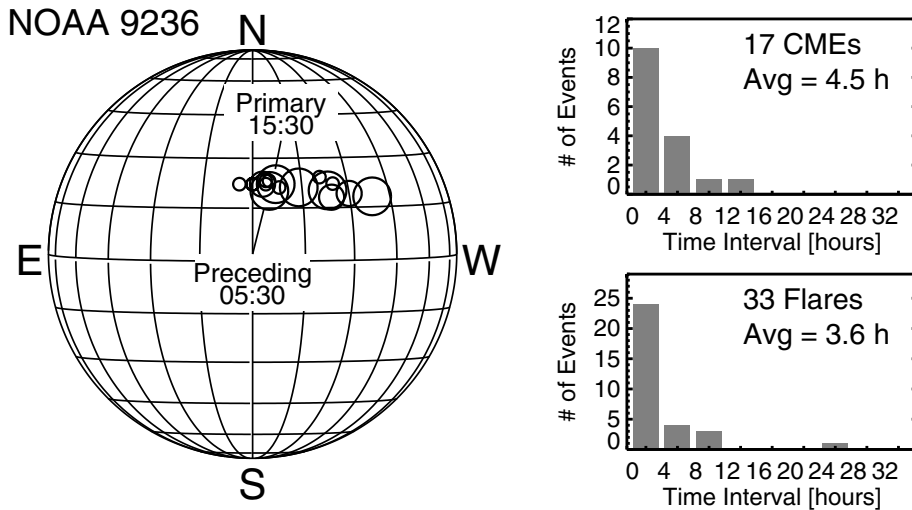 NOAA 9236
N
Primary
15:30
E
W
Preceding
05:30
S
12
10
8
6
4
2
0
# of Events
17 CMEs
Avg = 4.5 h
0 4 8 12 16 20 24 28 32
Time Interval [hours]
25
20
15
10
5
0
# of Events
33 Flares
Avg = 3.6 h
0 4 8 12 16 20 24 28 32
Time Interval [hours]